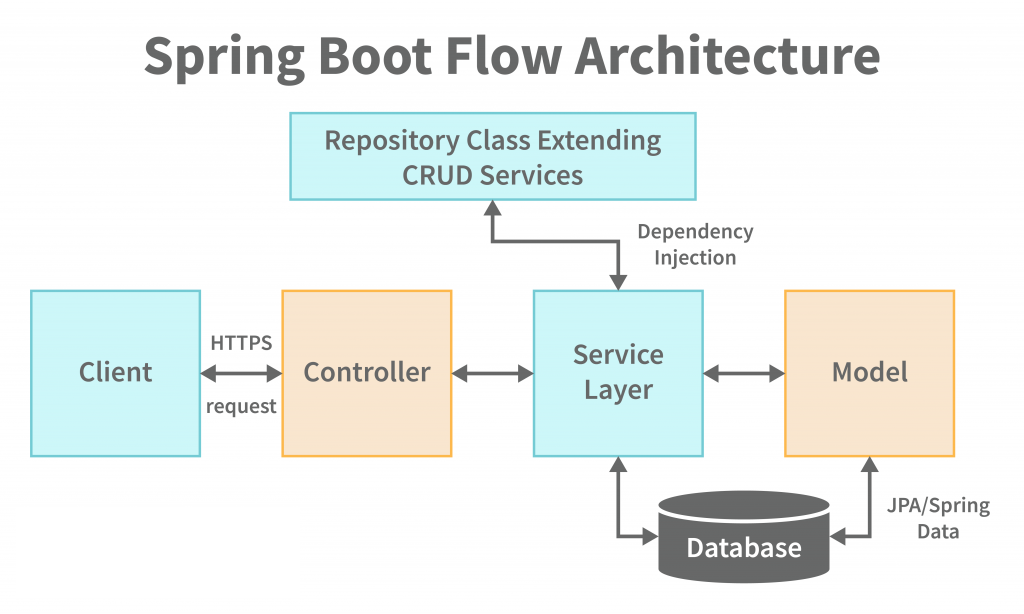 Spring Boot Flow Architecture
Repository Class Extending
CRUD Services
Dependency
Injection
Client
HTTPS
request
Controller
Service
Layer
Model
Database
JPA/Spring
Data